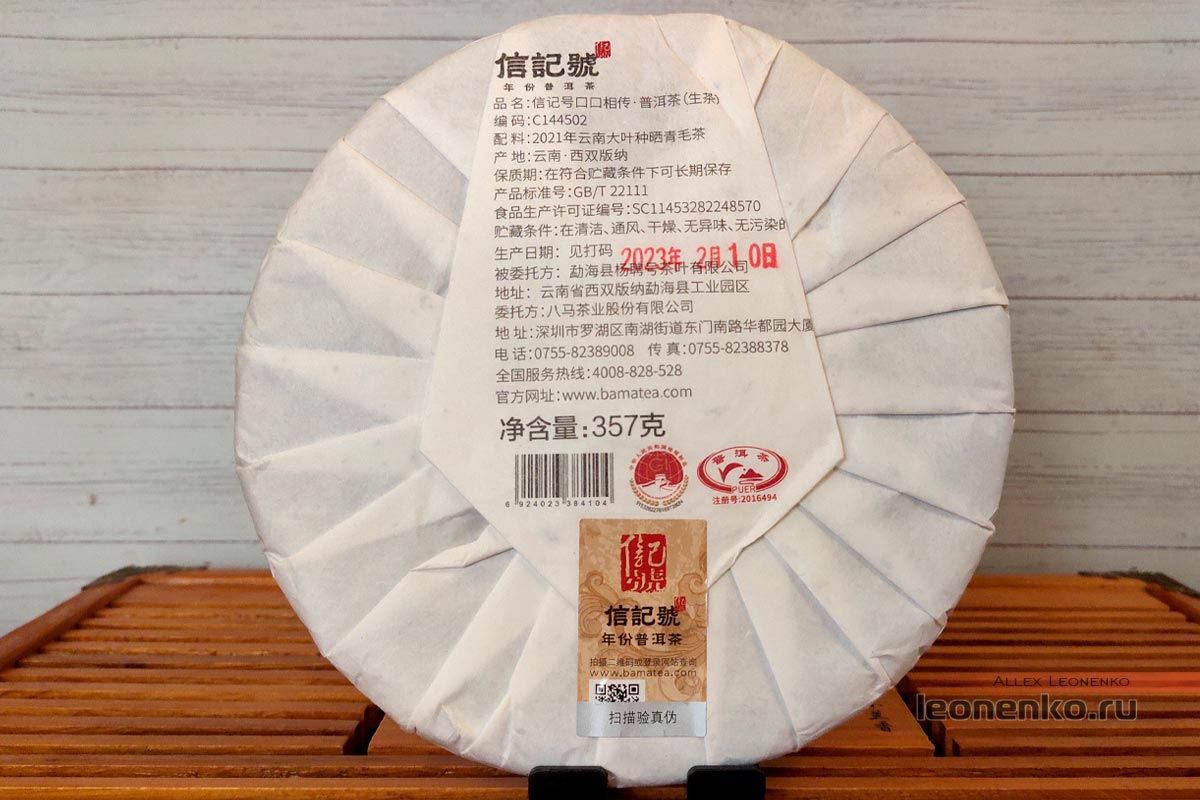 信記號
年份普洱茶
品 名:信记号口口相传·普洱茶(生茶)
编 码:C144502
配 料:2021年云南大叶种晒青毛茶
产 地:云南·西双版纳
保质期:在符合贮藏条件下可长期保存
产品标准号:GB/T 22111
食品生产许可证编号:SC11453282248570
贮藏条件:在清洁、通风、干燥、无异味、无污染的
生产日期: 见打码 2023年 2月10日
被委托方: 勐海县杨聘号茶叶有限公司
地址: 云南省西双版纳勐海县工业园区
委托方:八马茶业股份有限公司
地 址:深圳市罗湖区南湖街道东门南路华都园大厦
电 话:0755-82389008 传 真:0755-82388378
全国服务热线:4008-828-528
官方网址:www.bamatea.com
净含量:357克
6 924023 384104
普洱茶
PUER
注册号:2016494
信記號
信記號
年份普洱茶
拍摄二维码或登录网站查询
www.bamatea.com
扫描验真伪
ALLEX LEONENKO
leonenko.ru